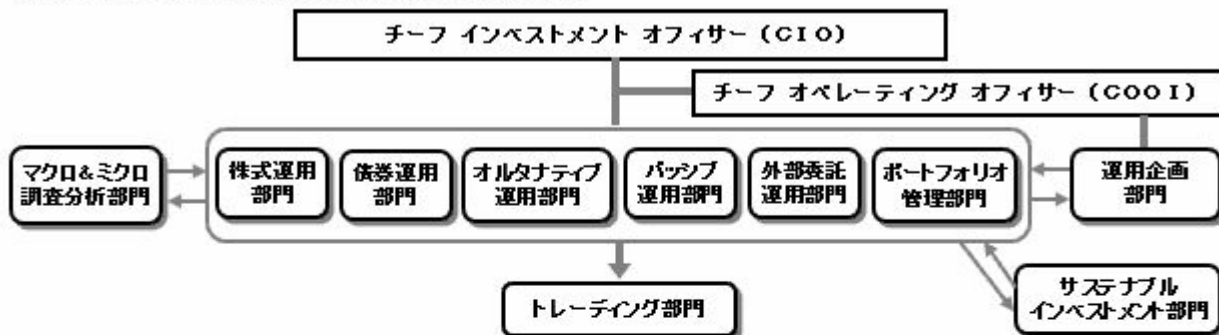 チーフ インベストメント オフィサー (CIO)
チーフ オペレーティング オフィサー (COO I)
マクロ&ミクロ
調査分析部門
株式運用
部門
債券運用
部門
オルタナティブ
運用部門
パッシブ
運用部門
外部委託
運用部門
ポートフォリオ
管理部門
運用企画
部門
トレーディング部門
サステナブル
インベストメント部門